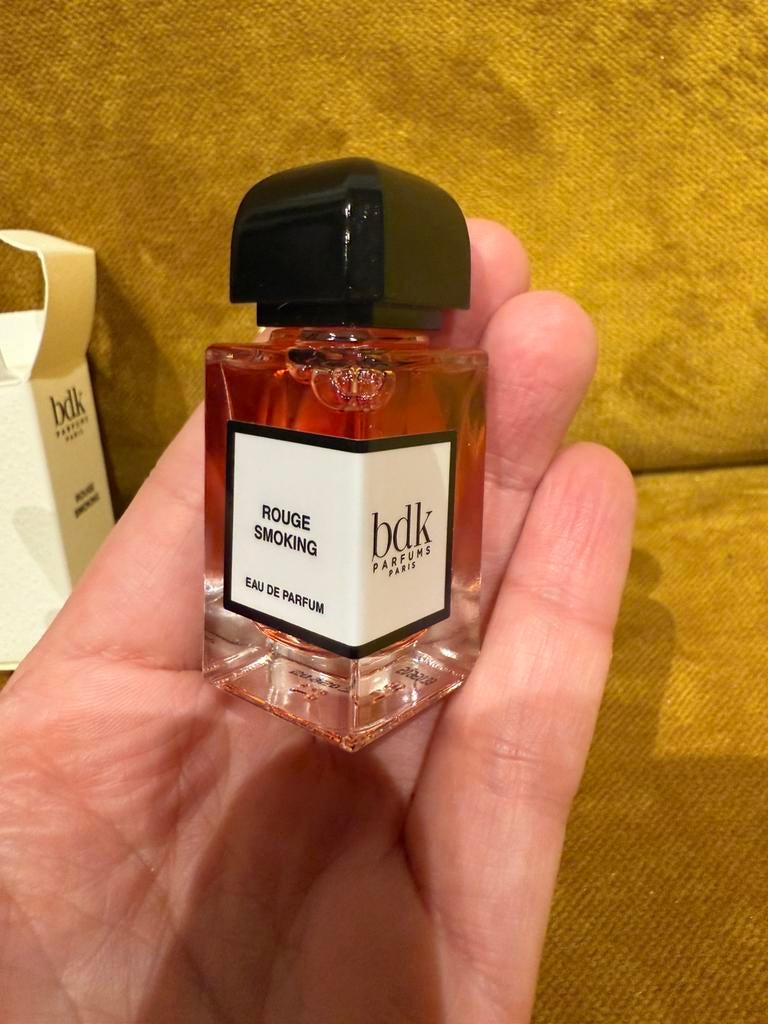 bdk
PARFUMS
PARIS
ROUGE
SMOKING
ROUGE
SMOKING
EAU DE PARFUM
bdk
PARFUMS
PARIS